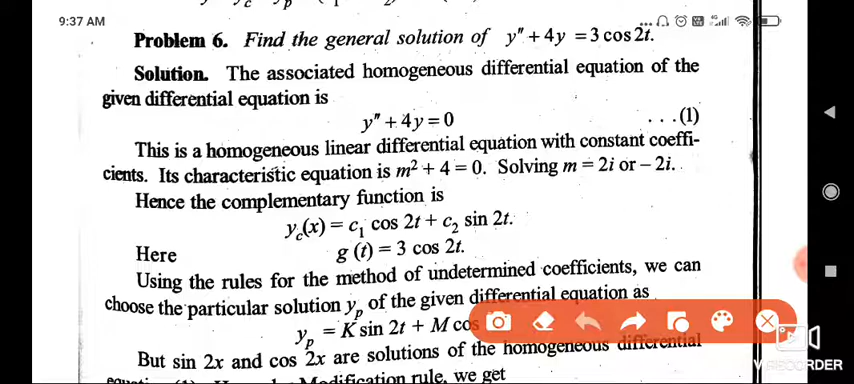 9:37 AM
Problem 6. Find the general solution of y" + 4y = 3 cos 2t.
Solution. The associated homogeneous differential equation of the
given differential equation is
y" + 4y = 0 ...(1)
This is a homogeneous linear differential equation with constant coeffi-
cients. Its characteristic equation is m² + 4 = 0. Solving m = 2i or – 2i.
Hence the complementary function is
y_c(x) = c₁ cos 2t + c₂ sin 2t.
Here g (t) = 3 cos 2t.
Using the rules for the method of undetermined coefficients, we can
choose the particular solution y_p of the given differential equation as
y_p = K sin 2t + M cos
But sin 2x and cos 2x are solutions of the homogeneous differential
Modification rule, we get
RECORDER